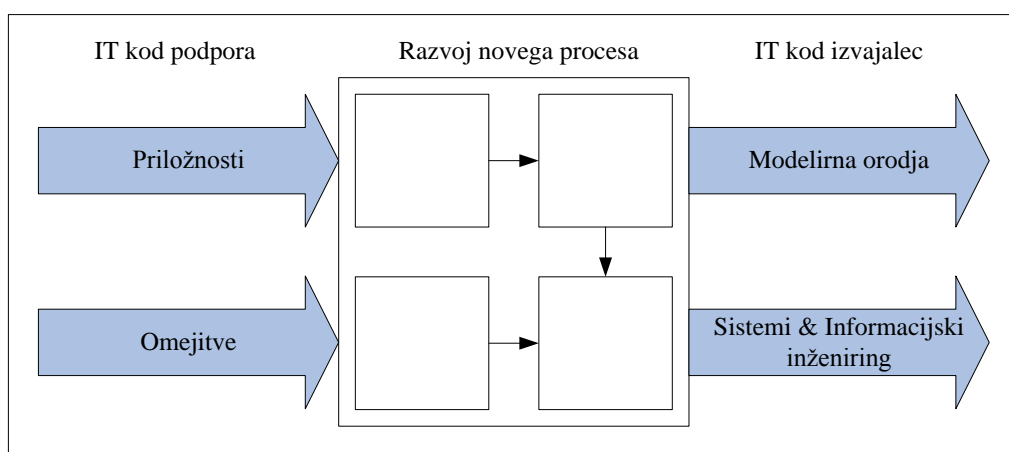 IT kod podpora
Razvoj novega procesa
IT kod izvajalec
Priložnosti
Modelirna orodja
Omejitve
Sistemi & Informacijski
inženiring